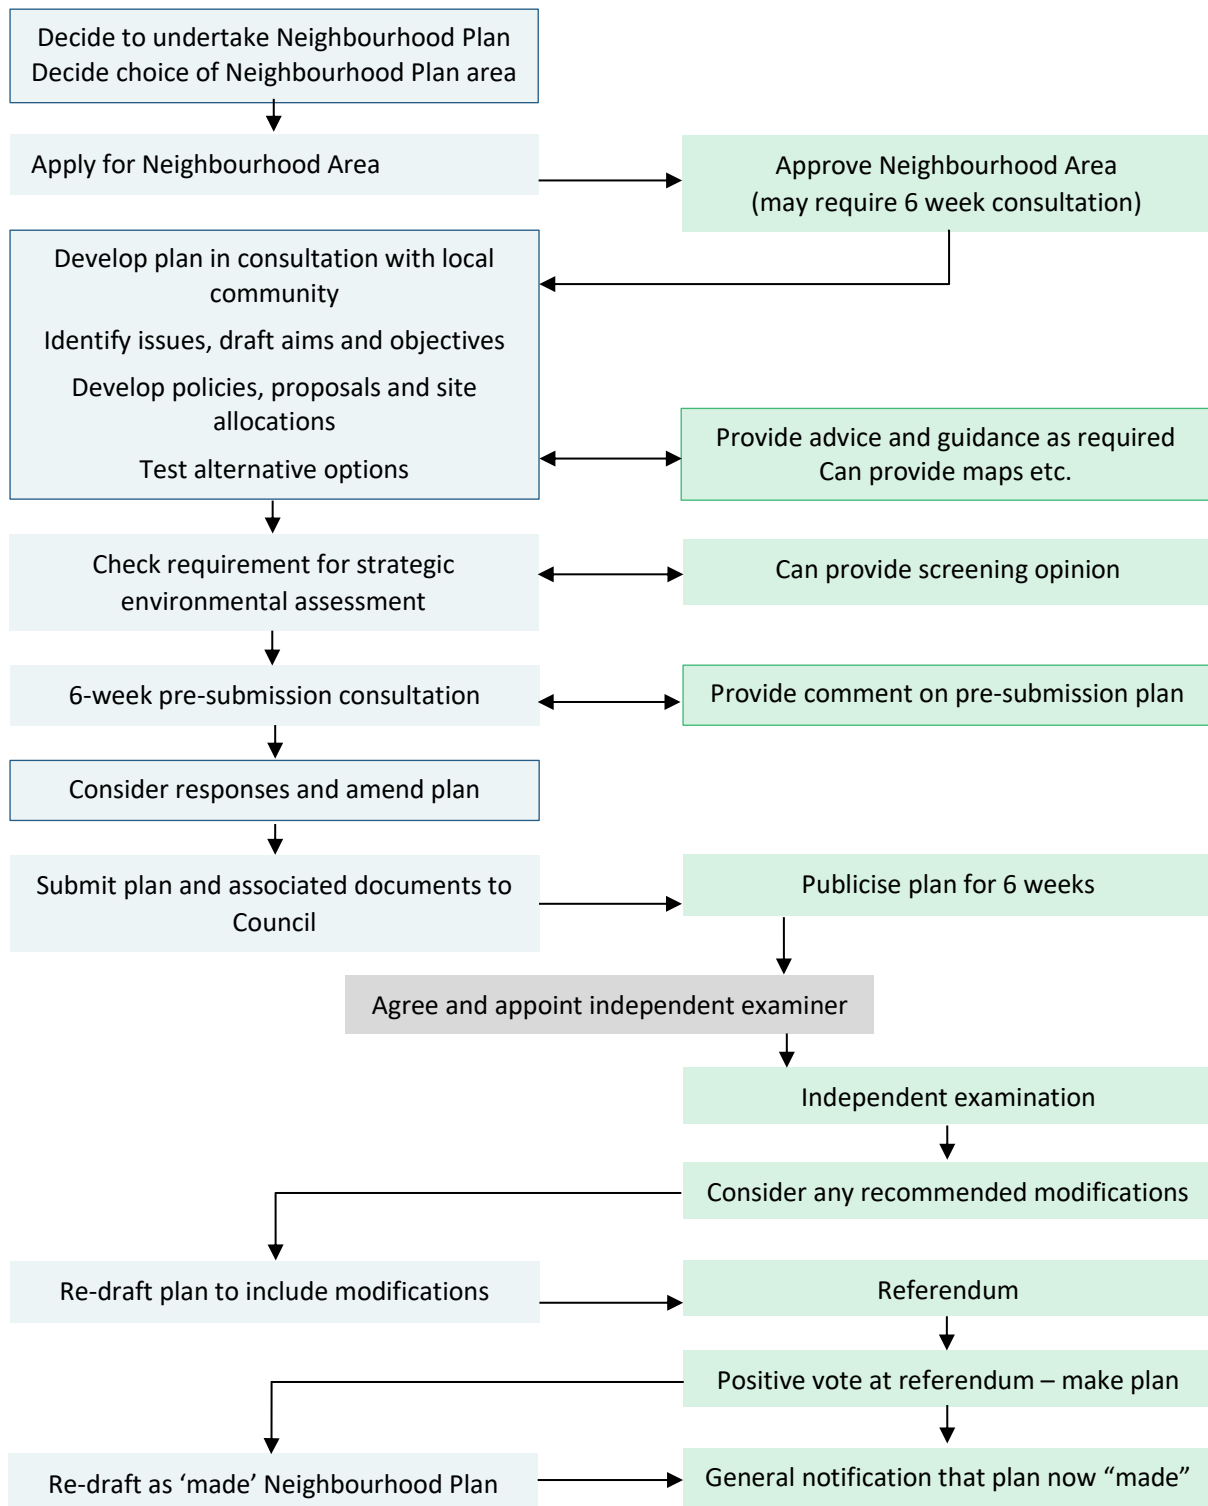 Decide to undertake Neighbourhood Plan
Decide choice of Neighbourhood Plan area
Apply for Neighbourhood Area
Approve Neighbourhood Area
(may require 6 week consultation)
Develop plan in consultation with local
community
Identify issues, draft aims and objectives
Develop policies, proposals and site
allocations
Test alternative options
Provide advice and guidance as required
Can provide maps etc.
Check requirement for strategic
environmental assessment
Can provide screening opinion
6-week pre-submission consultation
Provide comment on pre-submission plan
Consider responses and amend plan
Submit plan and associated documents to
Council
Publicise plan for 6 weeks
Agree and appoint independent examiner
Independent examination
Consider any recommended modifications
Re-draft plan to include modifications
Referendum
Positive vote at referendum – make plan
Re-draft as ‘made’ Neighbourhood Plan
General notification that plan now “made”